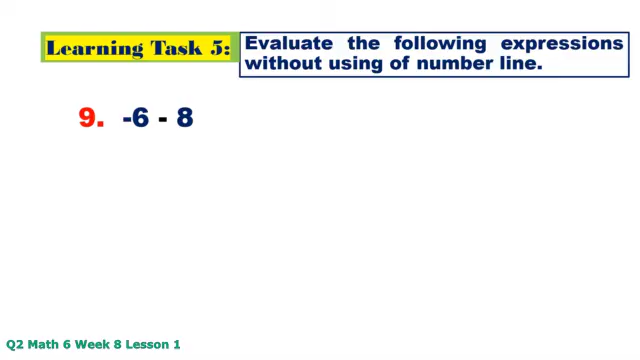 Learning Task 5:
Evaluate the following expressions
without using of number line.
9. -6 - 8
Q2 Math 6 Week 8 Lesson 1